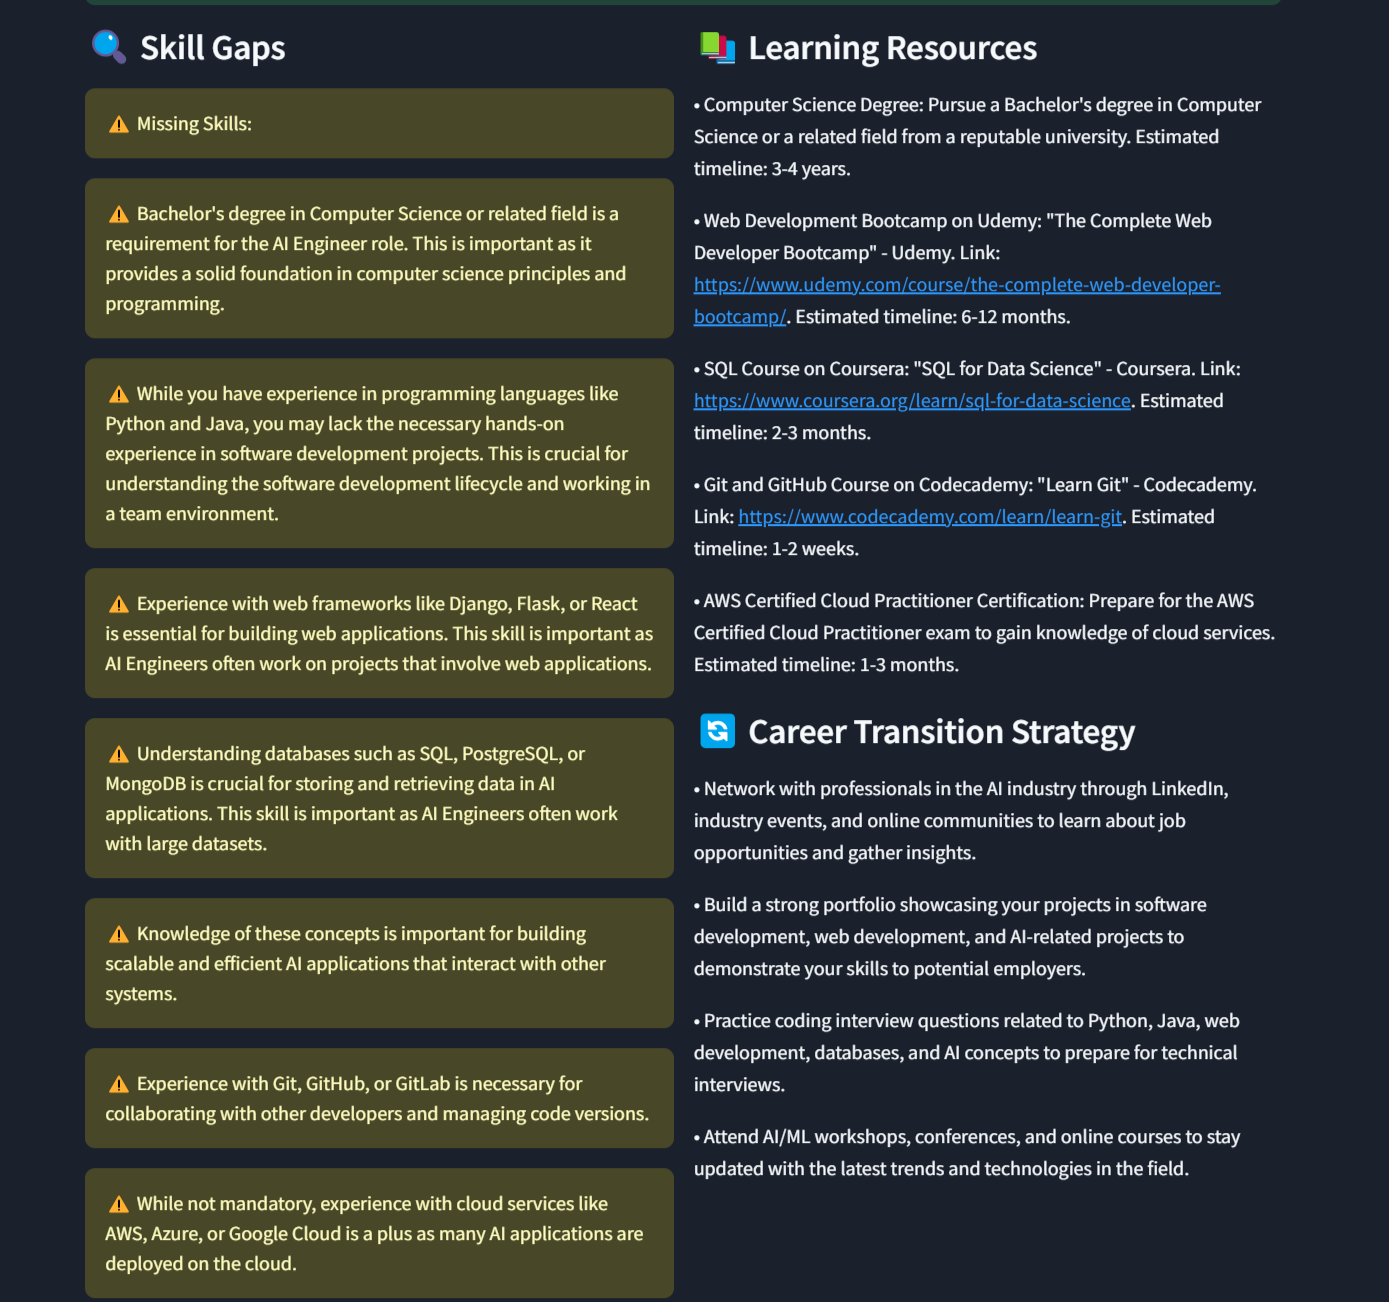 Skill Gaps
Missing Skills:
Bachelor's degree in Computer Science or related field is a
requirement for the AI Engineer role. This is important as it
provides a solid foundation in computer science principles and
programming.
While you have experience in programming languages like
Python and Java, you may lack the necessary hands-on
experience in software development projects. This is crucial for
understanding the software development lifecycle and working in
a team environment.
Experience with web frameworks like Django, Flask, or React
is essential for building web applications. This skill is important as
AI Engineers often work on projects that involve web applications.
Understanding databases such as SQL, PostgreSQL, or
MongoDB is crucial for storing and retrieving data in AI
applications. This skill is important as AI Engineers often work
with large datasets.
Knowledge of these concepts is important for building
scalable and efficient AI applications that interact with other
systems.
Experience with Git, GitHub, or GitLab is necessary for
collaborating with other developers and managing code versions.
While not mandatory, experience with cloud services like
AWS, Azure, or Google Cloud is a plus as many AI applications are
deployed on the cloud.
Learning Resources
• Computer Science Degree: Pursue a Bachelor's degree in Computer
Science or a related field from a reputable university. Estimated
timeline: 3-4 years.
• Web Development Bootcamp on Udemy: "The Complete Web
Developer Bootcamp" - Udemy. Link:
https://www.udemy.com/course/the-complete-web-developer-
bootcamp/. Estimated timeline: 6-12 months.
• SQL Course on Coursera: "SQL for Data Science" - Coursera. Link:
https://www.coursera.org/learn/sql-for-data-science. Estimated
timeline: 2-3 months.
• Git and GitHub Course on Codecademy: "Learn Git" - Codecademy.
Link: https://www.codecademy.com/learn/learn-git. Estimated
timeline: 1-2 weeks.
• AWS Certified Cloud Practitioner Certification: Prepare for the AWS
Certified Cloud Practitioner exam to gain knowledge of cloud services.
Estimated timeline: 1-3 months.
Career Transition Strategy
• Network with professionals in the AI industry through LinkedIn,
industry events, and online communities to learn about job
opportunities and gather insights.
• Build a strong portfolio showcasing your projects in software
development, web development, and AI-related projects to
demonstrate your skills to potential employers.
• Practice coding interview questions related to Python, Java, web
development, databases, and AI concepts to prepare for technical
interviews.
• Attend AI/ML workshops, conferences, and online courses to stay
updated with the latest trends and technologies in the field.